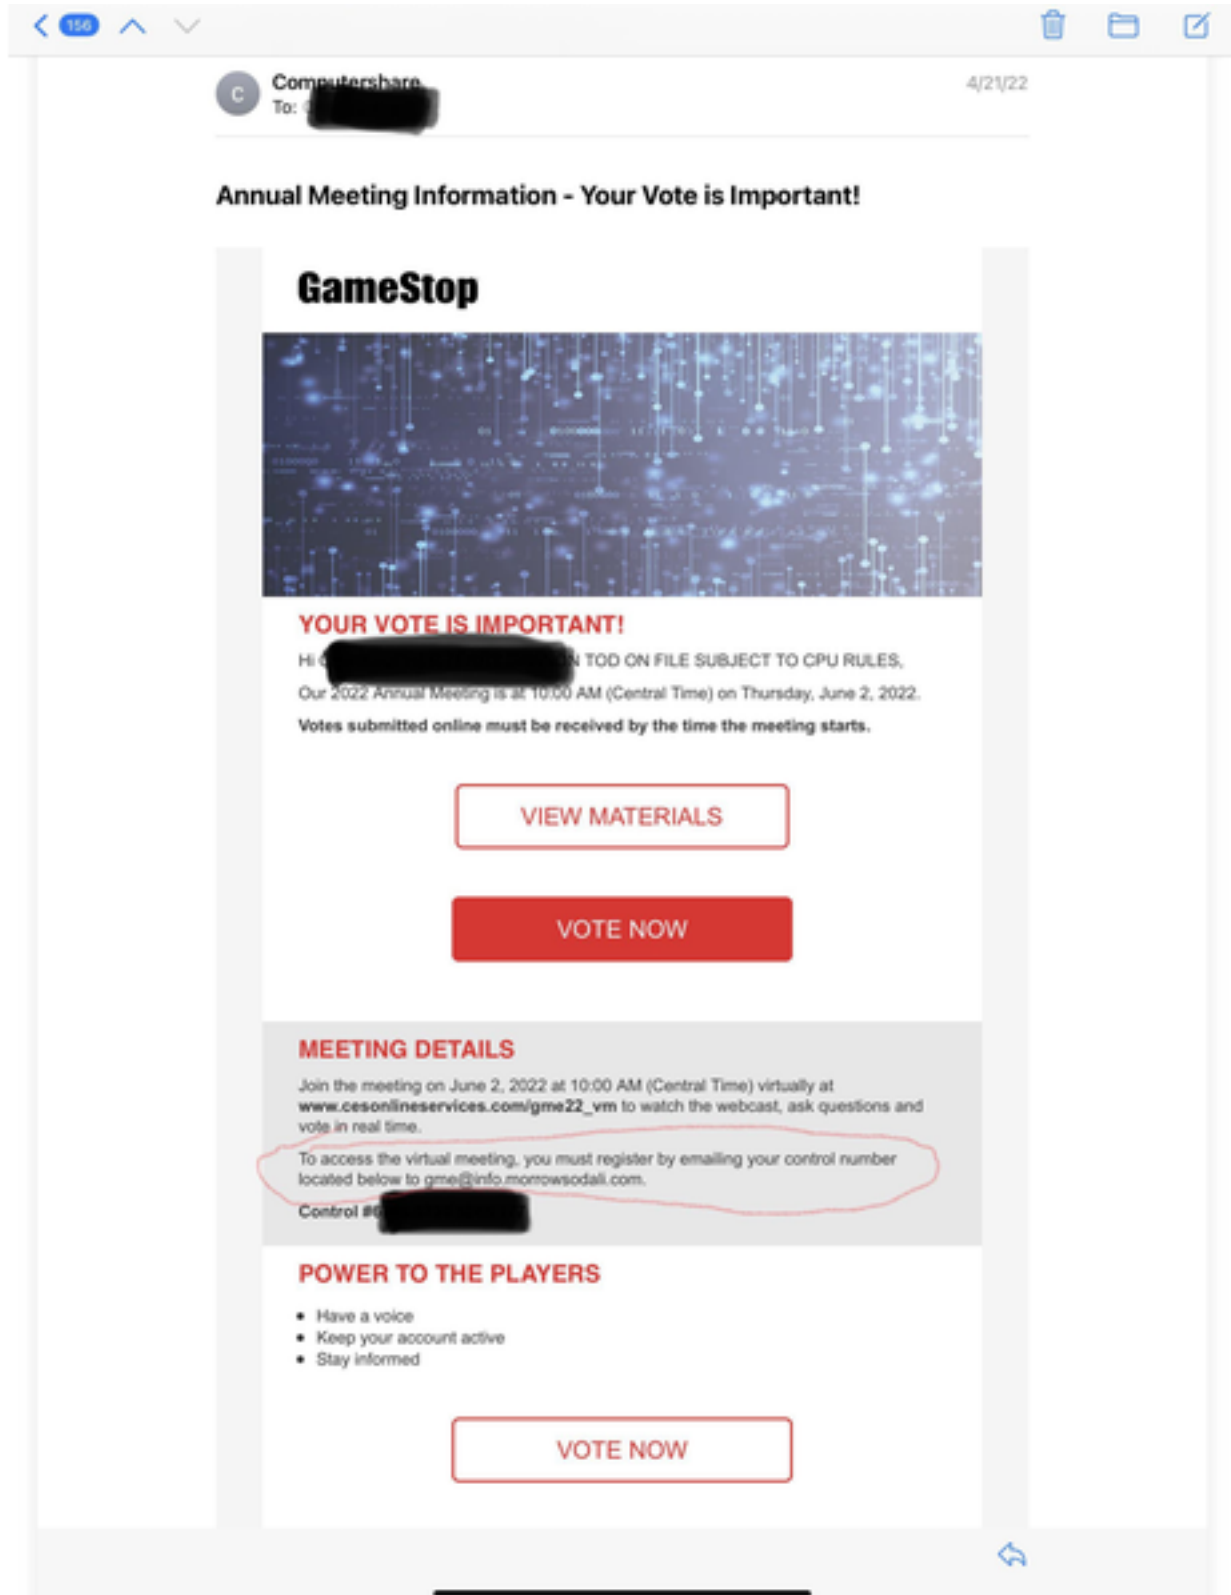 156
C
Computershare
4/21/22
To:
Annual Meeting Information - Your Vote is Important!
GameStop
YOUR VOTE IS IMPORTANT!
Hi
TOD ON FILE SUBJECT TO CPU RULES,
Our 2022 Annual Meeting is at 10:00 AM (Central Time) on Thursday, June 2, 2022.
Votes submitted online must be received by the time the meeting starts.
VIEW MATERIALS
VOTE NOW
MEETING DETAILS
Join the meeting on June 2, 2022 at 10:00 AM (Central Time) virtually at
www.cesonlineservices.com/gme22_vm to watch the webcast, ask questions and
vote in real time.
To access the virtual meeting, you must register by emailing your control number
located below to gme@info.morrowsodali.com.
Control #
POWER TO THE PLAYERS
• Have a voice
• Keep your account active
• Stay informed
VOTE NOW